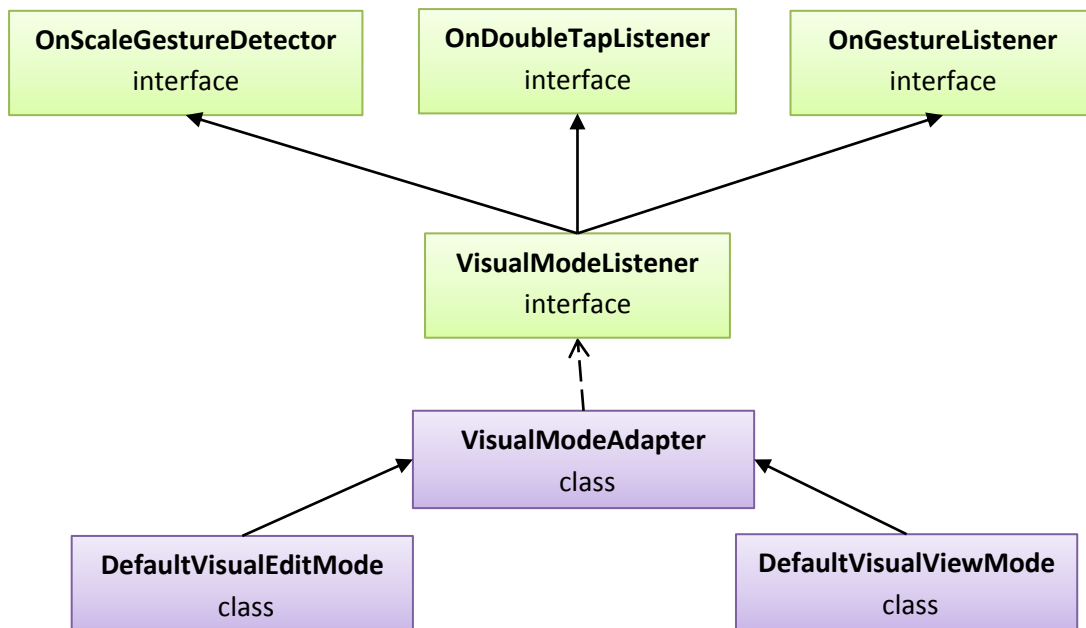 OnScaleGestureDetector
interface
OnDoubleTapListener
interface
OnGestureListener
interface
VisualModeListener
interface
VisualModeAdapter
class
DefaultVisualEditMode
class
DefaultVisualViewMode
class